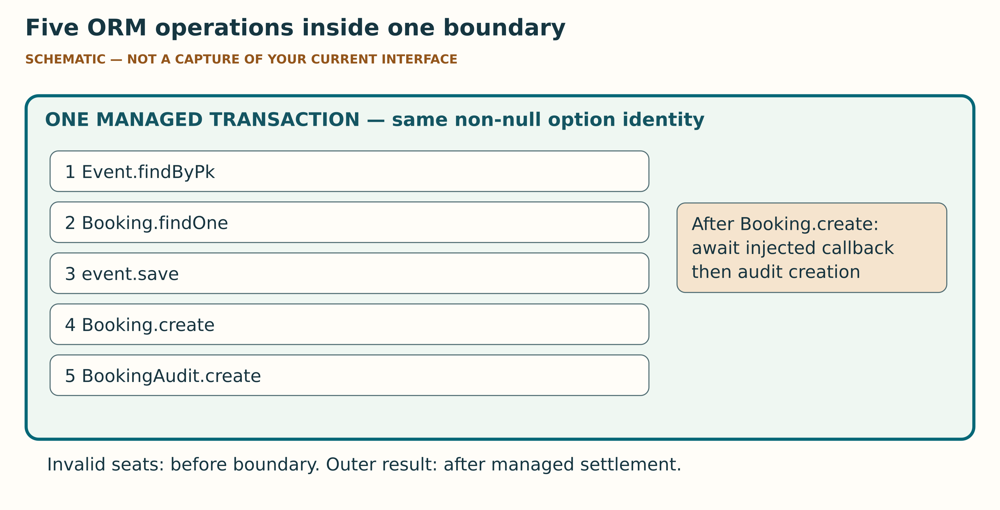 Five ORM operations inside one boundary
SCHEMATIC — NOT A CAPTURE OF YOUR CURRENT INTERFACE
ONE MANAGED TRANSACTION — same non-null option identity
1 Event.findByPk
2 Booking.findOne
3 event.save
4 Booking.create
5 BookingAudit.create
After Booking.create:
await injected callback
then audit creation
Invalid seats: before boundary. Outer result: after managed settlement.